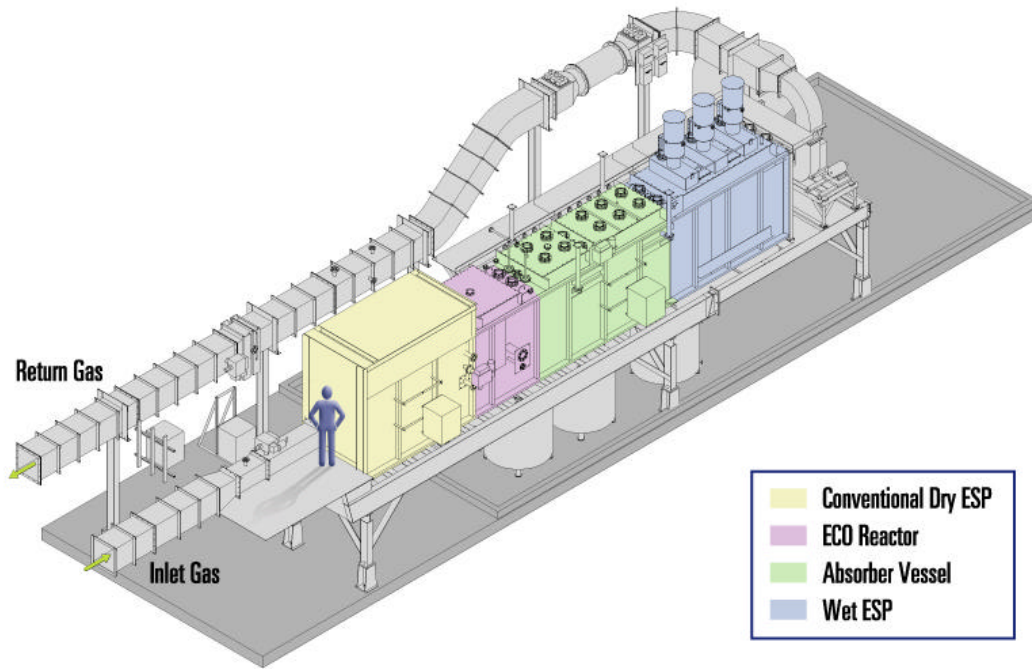 Return Gas
Inlet Gas
Conventional Dry ESP
ECO Reactor
Absorber Vessel
Wet ESP